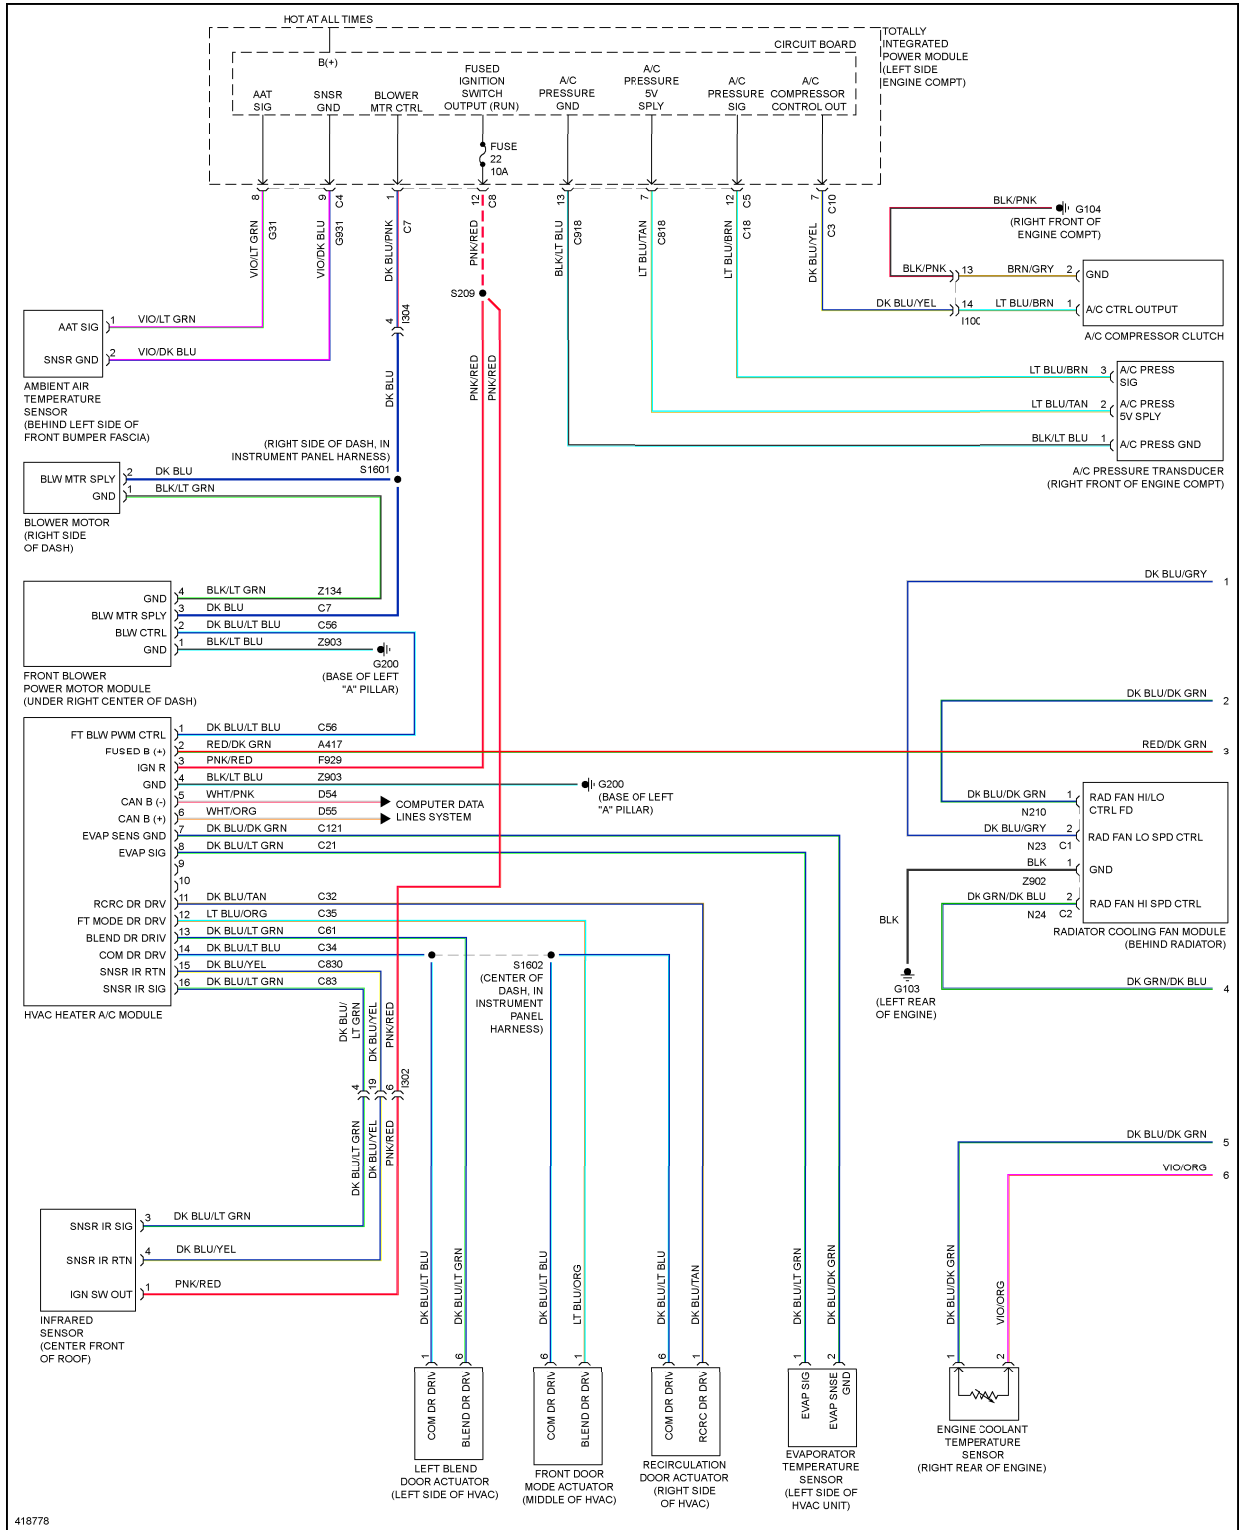 HOT AT ALL TIMES
TOTALLY
INTEGRATED
POWER MODULE
(LEFT SIDE
ENGINE COMPT)
CIRCUIT BOARD
B(+)
AAT
SIG
SNSR
GND
BLOWER
MTR CTRL
FUSED
IGNITION
SWITCH
OUTPUT (RUN)
A/C
PRESSURE
GND
A/C
PRESSURE
5V
SPLY
A/C
PRESSURE
SIG
A/C
COMPRESSOR
CONTROL OUT
FUSE
22
10A
8
9
C4
1
12
C8
13
7
12
C5
7
C10
VIO/LT GRN
G31
VIO/DK BLU
G931
DK BLU/PNK
C7
PNK/RED
BLK/LT BLU
C918
LT BLU/TAN
C818
LT BLU/BRN
C18
DK BLU/YEL
C3
BLK/PNK
G104
(RIGHT FRONT OF
ENGINE COMPT)
BLK/PNK
13
BRN/GRY
2
GND
DK BLU/YEL
14
LT BLU/BRN
1
A/C CTRL OUTPUT
I100
A/C COMPRESSOR CLUTCH
S209
4
I304
AAT SIG
1
VIO/LT GRN
SNSR GND
2
VIO/DK BLU
AMBIENT AIR
TEMPERATURE
SENSOR
(BEHIND LEFT SIDE OF
FRONT BUMPER FASCIA)
DK BLU
PNK/RED
PNK/RED
LT BLU/BRN
3
A/C PRESS
SIG
LT BLU/TAN
2
A/C PRESS
5V SPLY
BLK/LT BLU
1
A/C PRESS GND
A/C PRESSURE TRANSDUCER
(RIGHT FRONT OF ENGINE COMPT)
(RIGHT SIDE OF DASH, IN
INSTRUMENT PANEL HARNESS)
S1601
BLW MTR SPLY
2
DK BLU
GND
1
BLK/LT GRN
BLOWER MOTOR
(RIGHT SIDE
OF DASH)
GND
4
BLK/LT GRN
Z134
BLW MTR SPLY
3
DK BLU
C7
BLW CTRL
2
DK BLU/LT BLU
C56
GND
1
BLK/LT BLU
Z903
G200
(BASE OF LEFT
"A" PILLAR)
FRONT BLOWER
POWER MOTOR MODULE
(UNDER RIGHT CENTER OF DASH)
DK BLU/GRY
1
DK BLU/DK GRN
2
RED/DK GRN
3
FT BLW PWM CTRL
1
DK BLU/LT BLU
C56
FUSED B (+)
2
RED/DK GRN
A417
IGN R
3
PNK/RED
F929
GND
4
BLK/LT BLU
Z903
G200
(BASE OF LEFT
"A" PILLAR)
CAN B (-)
5
WHT/PNK
D54
CAN B (+)
6
WHT/ORG
D55
COMPUTER DATA
LINES SYSTEM
EVAP SENS GND
7
DK BLU/DK GRN
C121
EVAP SIG
8
DK BLU/LT GRN
C21
9
10
RCRC DR DRV
11
DK BLU/TAN
C32
FT MODE DR DRV
12
LT BLU/ORG
C35
BLEND DR DRIV
13
DK BLU/LT GRN
C61
COM DR DRV
14
DK BLU/LT BLU
C34
SNSR IR RTN
15
DK BLU/YEL
C830
SNSR IR SIG
16
DK BLU/LT GRN
C83
HVAC HEATER A/C MODULE
S1602
(CENTER OF
DASH, IN
INSTRUMENT
PANEL
HARNESS)
DK BLU/DK GRN
1
RAD FAN HI/LO
CTRL FD
N210
DK BLU/GRY
2
RAD FAN LO SPD CTRL
N23
C1
BLK
1
GND
Z902
DK GRN/DK BLU
2
RAD FAN HI SPD CTRL
N24
C2
RADIATOR COOLING FAN MODULE
(BEHIND RADIATOR)
BLK
G103
(LEFT REAR
OF ENGINE)
DK GRN/DK BLU
4
DK BLU/
LT GRN
DK BLU/YEL
PNK/RED
4
19
6
I302
DK BLU/LT GRN
DK BLU/YEL
PNK/RED
DK BLU/DK GRN
5
VIO/ORG
6
SNSR IR SIG
3
DK BLU/LT GRN
SNSR IR RTN
4
DK BLU/YEL
IGN SW OUT
1
PNK/RED
INFRARED
SENSOR
(CENTER FRONT
OF ROOF)
DK BLU/LT BLU
DK BLU/LT GRN
DK BLU/LT BLU
LT BLU/ORG
DK BLU/LT BLU
DK BLU/TAN
DK BLU/LT GRN
DK BLU/DK GRN
DK BLU/DK GRN
VIO/ORG
1
6
6
1
6
1
1
2
1
2
COM DR DRIV
BLEND DR DRV
COM DR DRIV
BLEND DR DRV
COM DR DRIV
RCRC DR DRV
EVAP SIG
EVAP SNSE
GND
LEFT BLEND
DOOR ACTUATOR
(LEFT SIDE OF HVAC)
FRONT DOOR
MODE ACTUATOR
(MIDDLE OF HVAC)
RECIRCULATION
DOOR ACTUATOR
(RIGHT SIDE
OF HVAC)
EVAPORATOR
TEMPERATURE
SENSOR
(LEFT SIDE OF
HVAC UNIT)
ENGINE COOLANT
TEMPERATURE
SENSOR
(RIGHT REAR OF ENGINE)
418778